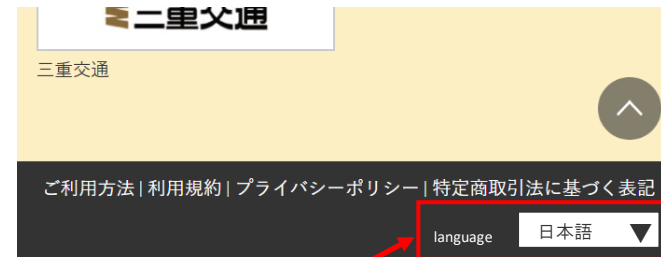 三重交通
三重交通
ご利用方法 | 利用規約 | プライバシーポリシー | 特定商取引法に基づく表記
language 日本語